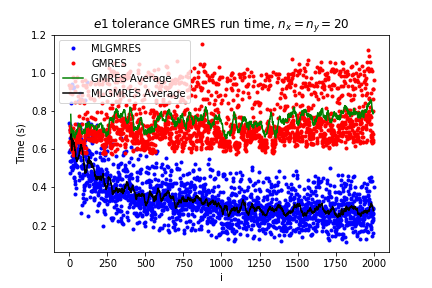 e1 tolerance GMRES run time, n_x = n_y = 20
1.2
1.0
0.8
0.6
0.4
0.2
Time (s)
MLGMRES
GMRES
GMRES Average
MLGMRES Average
0 250 500 750 1000 1250 1500 1750 2000
i